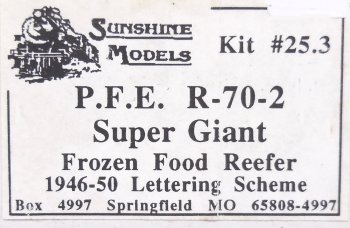 Sunshine
Models
Kit #25.3
P.F.E. R-70-2
Super Giant
Frozen Food Reefer
1946-50 Lettering Scheme
Box 4997 Springfield MO 65808-4997